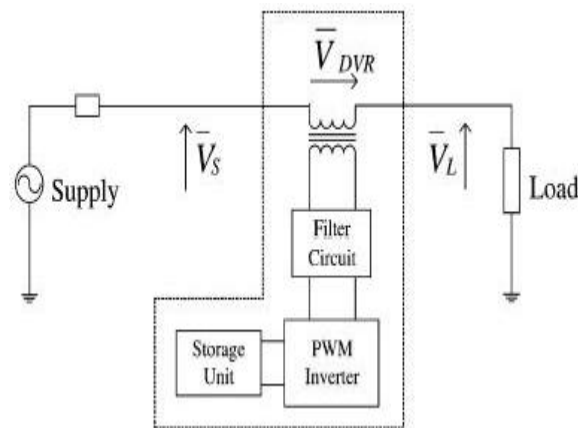 V̅ DVR
V̅S
V̅L
Supply
Load
Filter
Circuit
Storage
Unit
PWM
Inverter